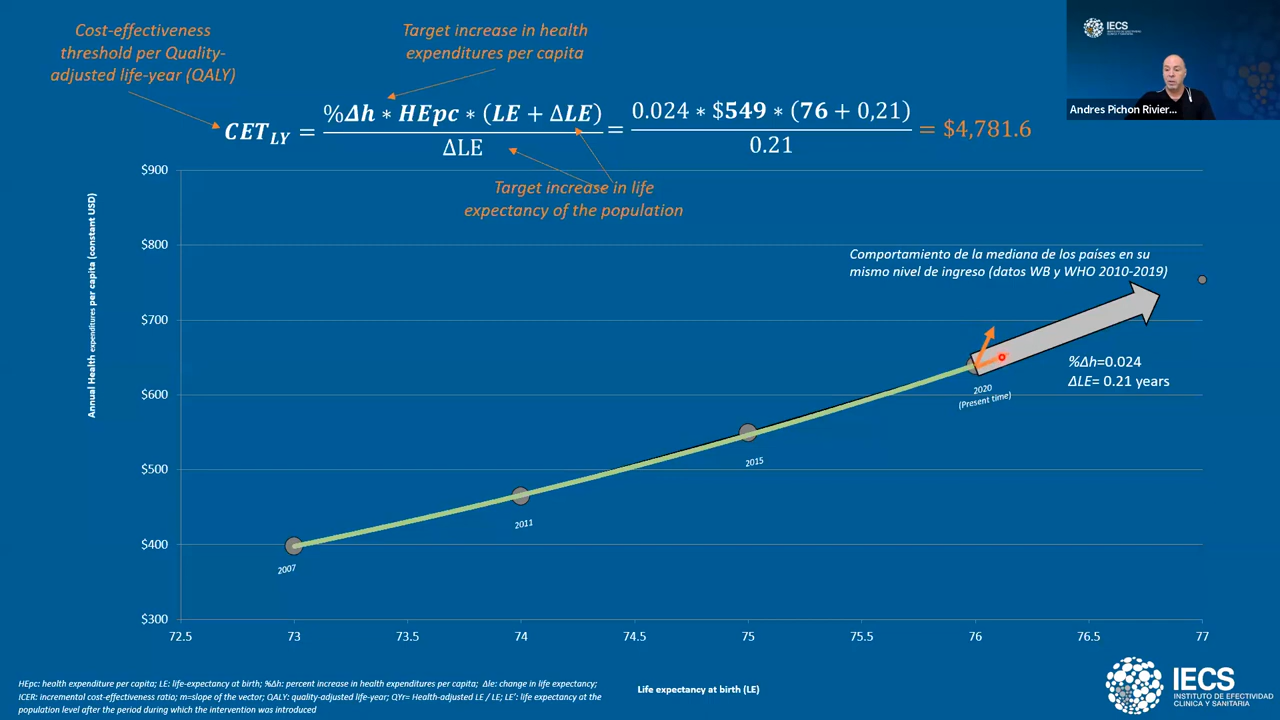 Cost-effectiveness
threshold per Quality-
adjusted life-year (QALY)
Target increase in health
expenditures per capita
CET_LY = %Δh * HEpc * (LE + ΔLE) / ΔLE = 0.024 * $549 * (76 + 0,21) / 0.21 = $4,781.6
Target increase in life
expectancy of the population
IECS
INSTITUTO DE EFECTIVIDAD
CLINICA Y SANITARIA
Andres Pichon Rivier...
Annual Health expenditures per capita (constant USD)
$900
$800
$700
$600
$500
$400
$300
Comportamiento de la mediana de los países en su
mismo nivel de ingreso (datos WB y WHO 2010-2019)
%Δh=0.024
ΔLE= 0.21 years
2020
(Present time)
2015
2011
2007
72.5 73 73.5 74 74.5 75 75.5 76 76.5 77
Life expectancy at birth (LE)
HEpc: health expenditure per capita; LE: life-expectancy at birth; %Δh: percent increase in health expenditures per capita; Δle: change in life expectancy;
ICER: incremental cost-effectiveness ratio; m=slope of the vector; QALY: quality-adjusted life-year; QYr= Health-adjusted LE / LE; LE': life expectancy at the
population level after the period during which the intervention was introduced
IECS
INSTITUTO DE EFECTIVIDAD
CLINICA Y SANITARIA